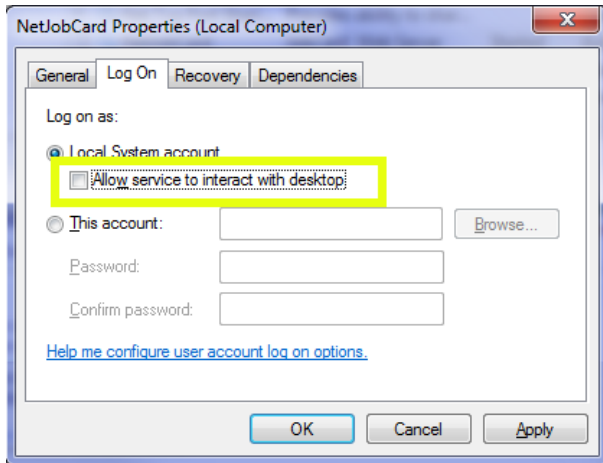 NetJobCard Properties (Local Computer)
General Log On Recovery Dependencies
Log on as:
Local System account
Allow service to interact with desktop
This account:
Browse...
Password:
Confirm password:
Help me configure user account log on options.
OK Cancel Apply